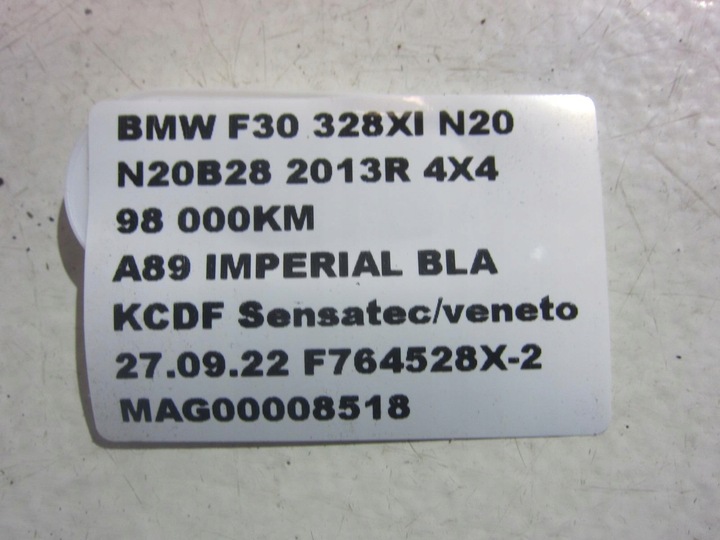 BMW F30 328XI N20
N20B28 2013R 4X4
98 000KM
A89 IMPERIAL BLA
KCDF Sensatec/veneto
27.09.22 F764528X-2
MAG00008518